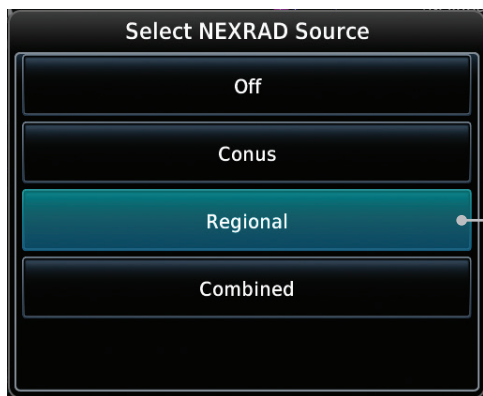 Select NEXRAD Source
Off
Conus
Regional
Combined